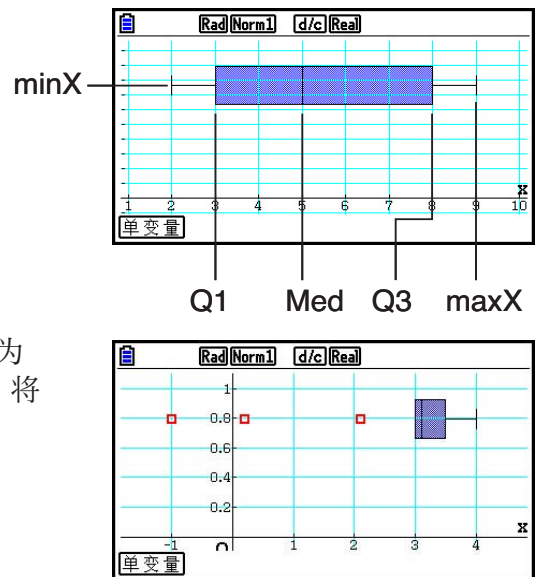 Rad Norm1 d/c Real
minX
X
1 2 3 4 5 6 7 8 9 10
单变量
Q1 Med Q3 maxX
为
将
Rad Norm1 d/c Real
1
0.8
0.6
0.4
0.2
X
-1 O 1 2 3 4
单变量